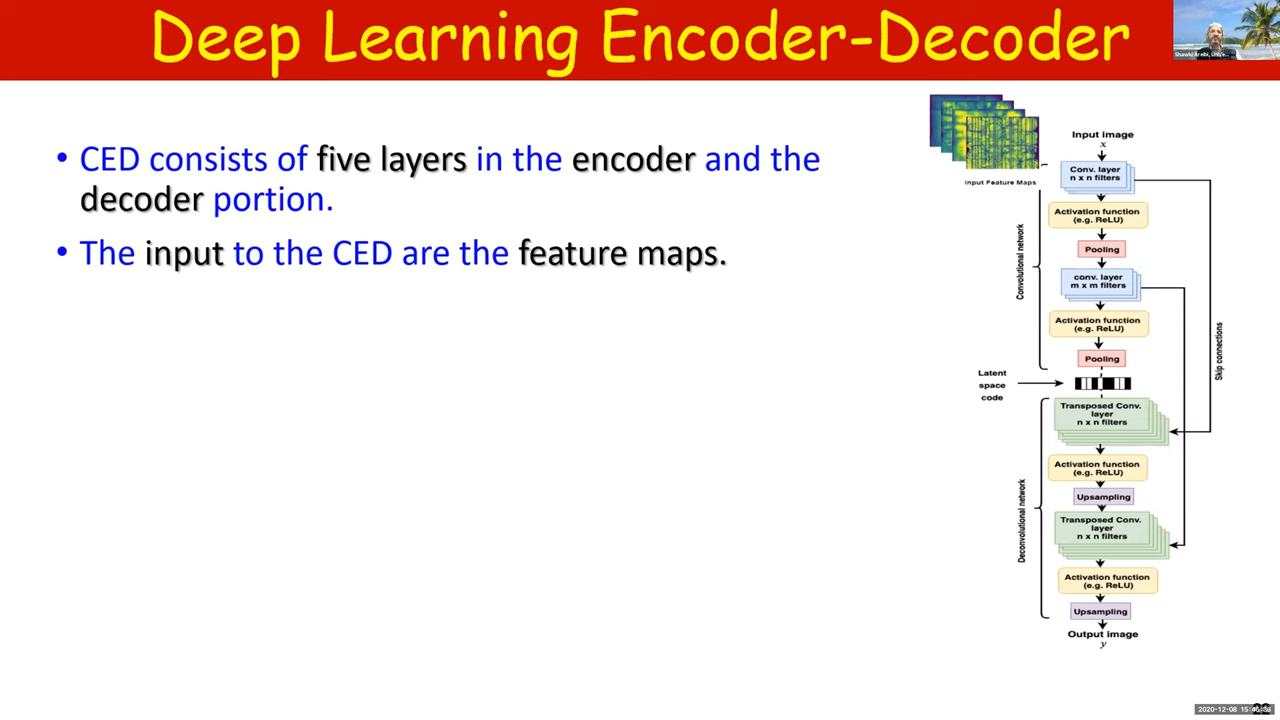 Deep Learning Encoder-Decoder
• CED consists of five layers in the encoder and the
decoder portion.
• The input to the CED are the feature maps.
Input Feature Maps
Input image
x
Conv. layer
n x n filters
Activation function
(e.g. ReLU)
Pooling
conv. layer
m x m filters
Activation function
(e.g. ReLU)
Pooling
Convolutional network
Skip connections
Latent
space
code
Transposed Conv.
layer
n x n filters
Activation function
(e.g. ReLU)
Upsampling
Transposed Conv.
layer
n x n filters
Activation function
(e.g. ReLU)
Upsampling
Deconvolutional network
Output image
y
22